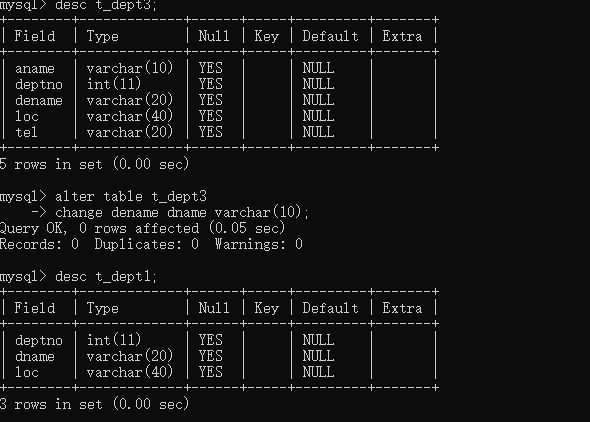 mysql> desc t_dept3;
+--------+-------------+------+-----+---------+-------+
| Field | Type | Null | Key | Default | Extra |
+--------+-------------+------+-----+---------+-------+
| aname | varchar(10) | YES | | NULL | |
| deptno | int(11) | YES | | NULL | |
| dename | varchar(20) | YES | | NULL | |
| loc | varchar(40) | YES | | NULL | |
| tel | varchar(20) | YES | | NULL | |
+--------+-------------+------+-----+---------+-------+
5 rows in set (0.00 sec)
mysql> alter table t_dept3
-> change dename dname varchar(10);
Query OK, 0 rows affected (0.05 sec)
Records: 0 Duplicates: 0 Warnings: 0
mysql> desc t_dept1;
+--------+-------------+------+-----+---------+-------+
| Field | Type | Null | Key | Default | Extra |
+--------+-------------+------+-----+---------+-------+
| deptno | int(11) | YES | | NULL | |
| dname | varchar(20) | YES | | NULL | |
| loc | varchar(40) | YES | | NULL | |
+--------+-------------+------+-----+---------+-------+
3 rows in set (0.00 sec)